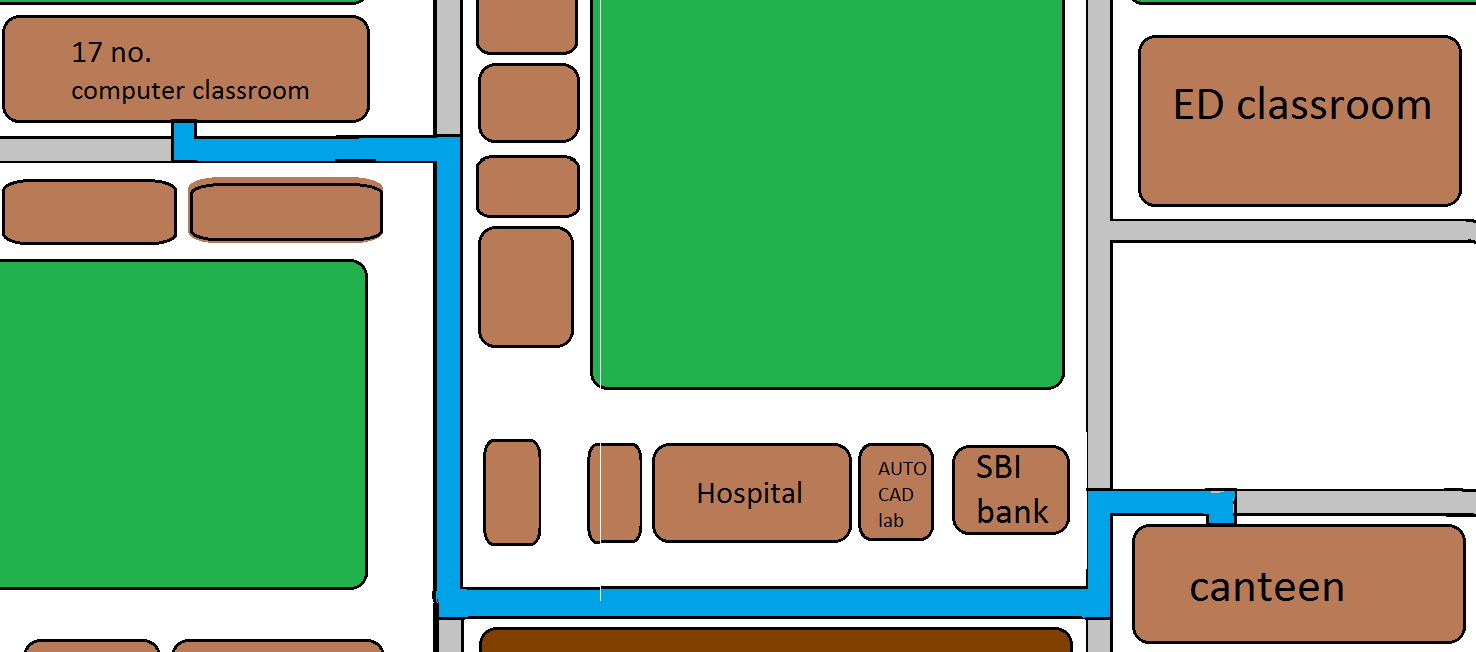 17 no.
computer classroom
ED classroom
Hospital
AUTO
CAD
lab
SBI
bank
canteen